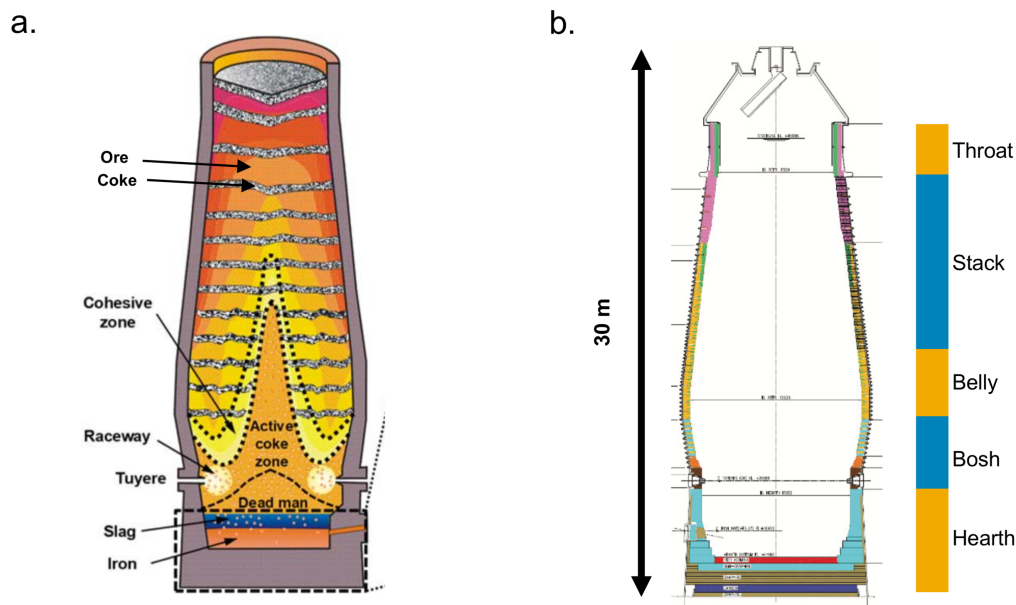 a.
Ore
Coke
Cohesive
zone
Raceway
Active
coke
zone
Tuyere
Dead man
Slag
Iron
b.
30 m
Throat
Stack
Belly
Bosh
Hearth